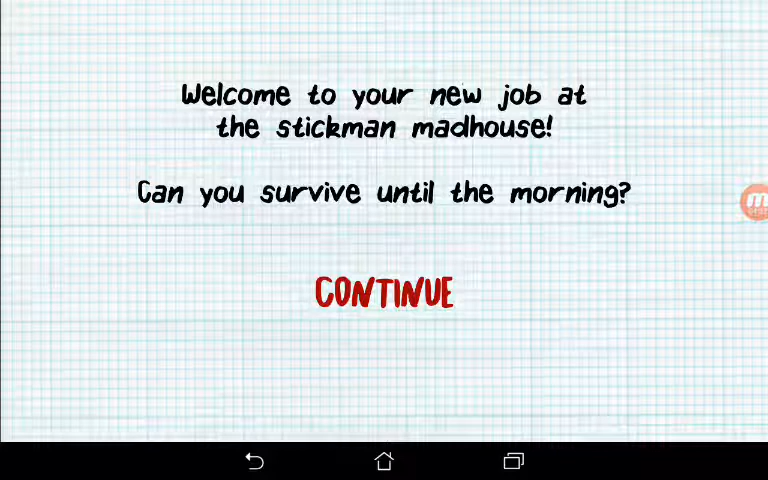 Welcome to your new job at
the stickman madhouse!
Can you survive until the morning?
CONTINUE